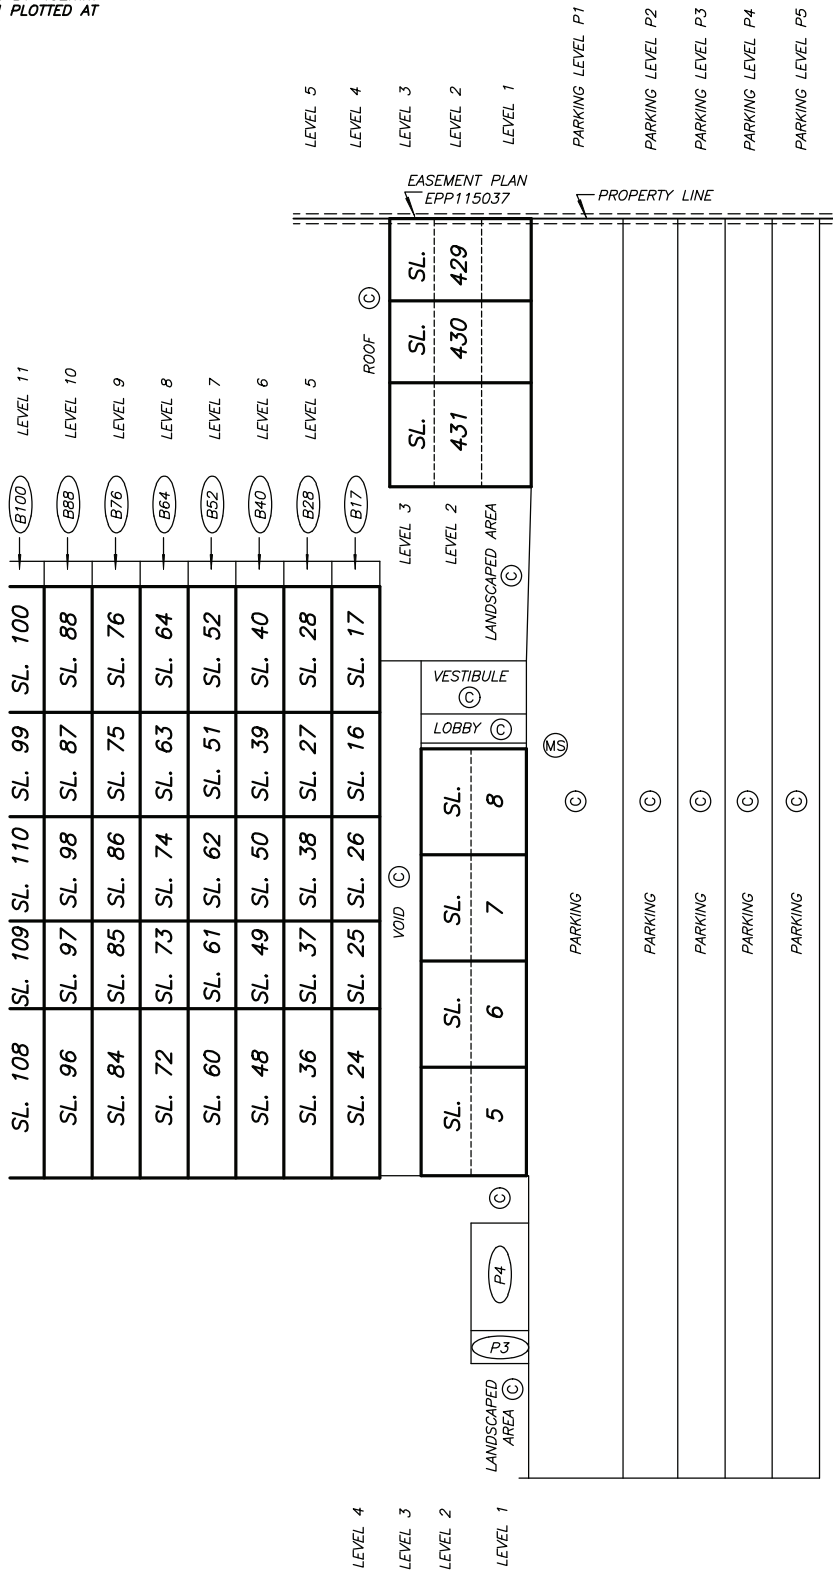 PLOTTED AT
LEVEL 5
LEVEL 4
LEVEL 3
LEVEL 2
LEVEL 1
PARKING LEVEL P1
PARKING LEVEL P2
PARKING LEVEL P3
PARKING LEVEL P4
PARKING LEVEL P5
EASEMENT PLAN
EPP115037
PROPERTY LINE
SL. 429
SL. 430
SL. 431
ROOF C
LEVEL 11
LEVEL 10
LEVEL 9
LEVEL 8
LEVEL 7
LEVEL 6
LEVEL 5
B100
B88
B76
B64
B52
B40
B28
B17
LEVEL 3
LEVEL 2
LANDSCAPED AREA
C
SL. 100
SL. 88
SL. 76
SL. 64
SL. 52
SL. 40
SL. 28
SL. 17
VESTIBULE
C
LOBBY C
MS
SL. 99
SL. 87
SL. 75
SL. 63
SL. 51
SL. 39
SL. 27
SL. 16
SL. 8
C
C
C
C
C
SL. 110
SL. 98
SL. 86
SL. 74
SL. 62
SL. 50
SL. 38
SL. 26
VOID C
SL. 7
PARKING
PARKING
PARKING
PARKING
PARKING
SL. 109
SL. 97
SL. 85
SL. 73
SL. 61
SL. 49
SL. 37
SL. 25
SL. 6
SL. 108
SL. 96
SL. 84
SL. 72
SL. 60
SL. 48
SL. 36
SL. 24
SL. 5
C
P4
P3
LANDSCAPED
AREA C
LEVEL 4
LEVEL 3
LEVEL 2
LEVEL 1